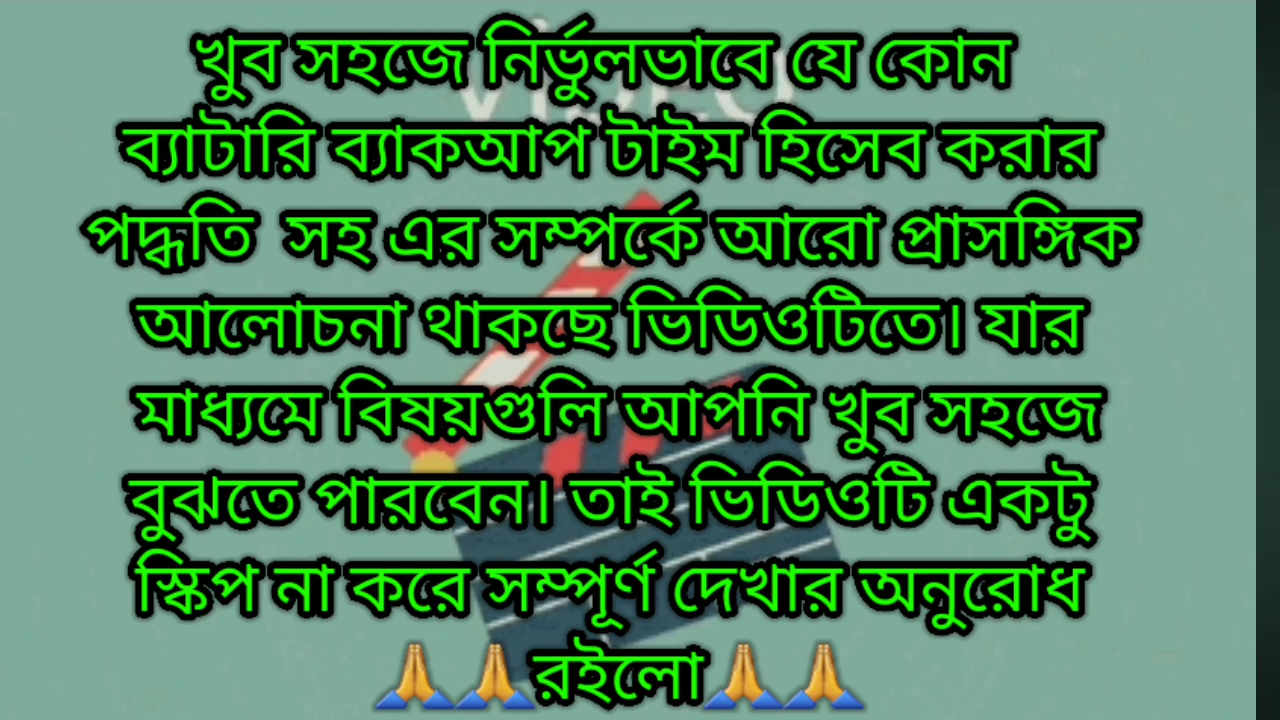 খুব সহজে নির্ভুলভাবে যে কোন
ব্যাটারি ব্যাকআপ টাইম হিসেব করার
পদ্ধতি সহ এর সম্পর্কে আরো প্রাসঙ্গিক
আলোচনা থাকছে ভিডিওটিতে। যার
মাধ্যমে বিষয়গুলি আপনি খুব সহজে
বুঝতে পারবেন। তাই ভিডিওটি একটু
স্কিপ না করে সম্পূর্ণ দেখার অনুরোধ
🙏🙏রইলো🙏🙏